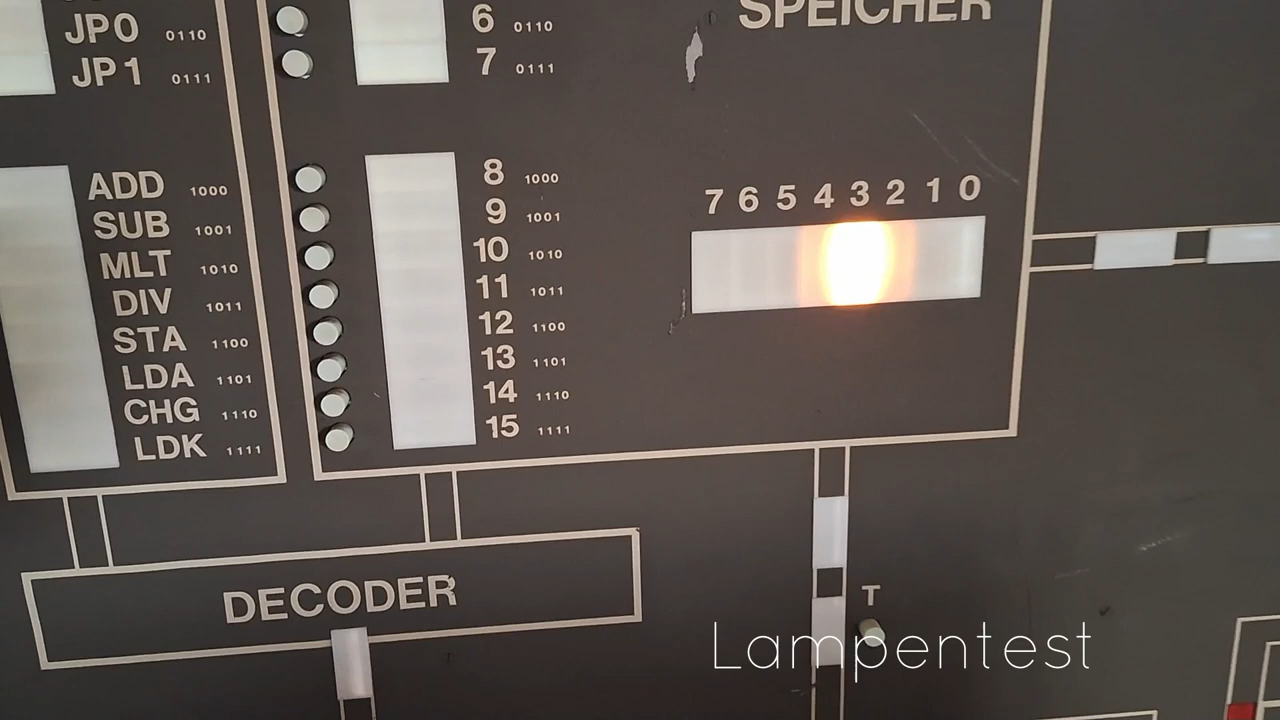 JP0 0110
JP1 0111
ADD 1000
SUB 1001
MLT 1010
DIV 1011
STA 1100
LDA 1101
CHG 1110
LDK 1111
6 0110
7 0111
8 1000
9 1001
10 1010
11 1011
12 1100
13 1101
14 1110
15 1111
SPEICHER
7 6 5 4 3 2 1 0
DECODER
T
Lampentest